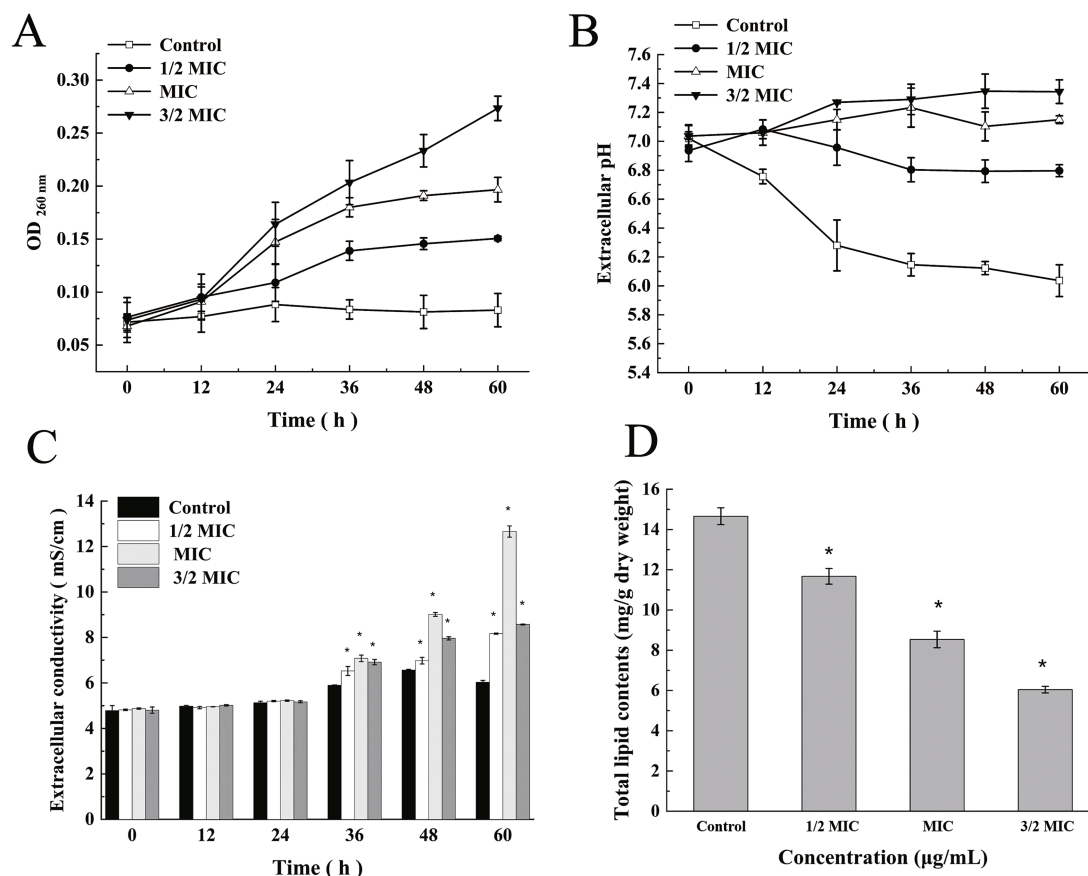 A
Control
1/2 MIC
MIC
3/2 MIC
0.30
0.25
0.20
0.15
0.10
0.05
OD 260 nm
0 12 24 36 48 60
Time ( h )
B
Control
1/2 MIC
MIC
3/2 MIC
7.6
7.4
7.2
7.0
6.8
6.6
6.4
6.2
6.0
5.8
5.6
5.4
Extracellular pH
0 12 24 36 48 60
Time ( h )
C
Control
1/2 MIC
MIC
3/2 MIC
14
12
10
8
6
4
2
0
Extracellular conductivity ( mS/cm )
* * *
* * *
* * *
0 12 24 36 48 60
Time ( h )
D
16
14
12
10
8
6
4
2
0
Total lipid contents (mg/g dry weight)
*
*
*
Control 1/2 MIC MIC 3/2 MIC
Concentration (µg/mL)